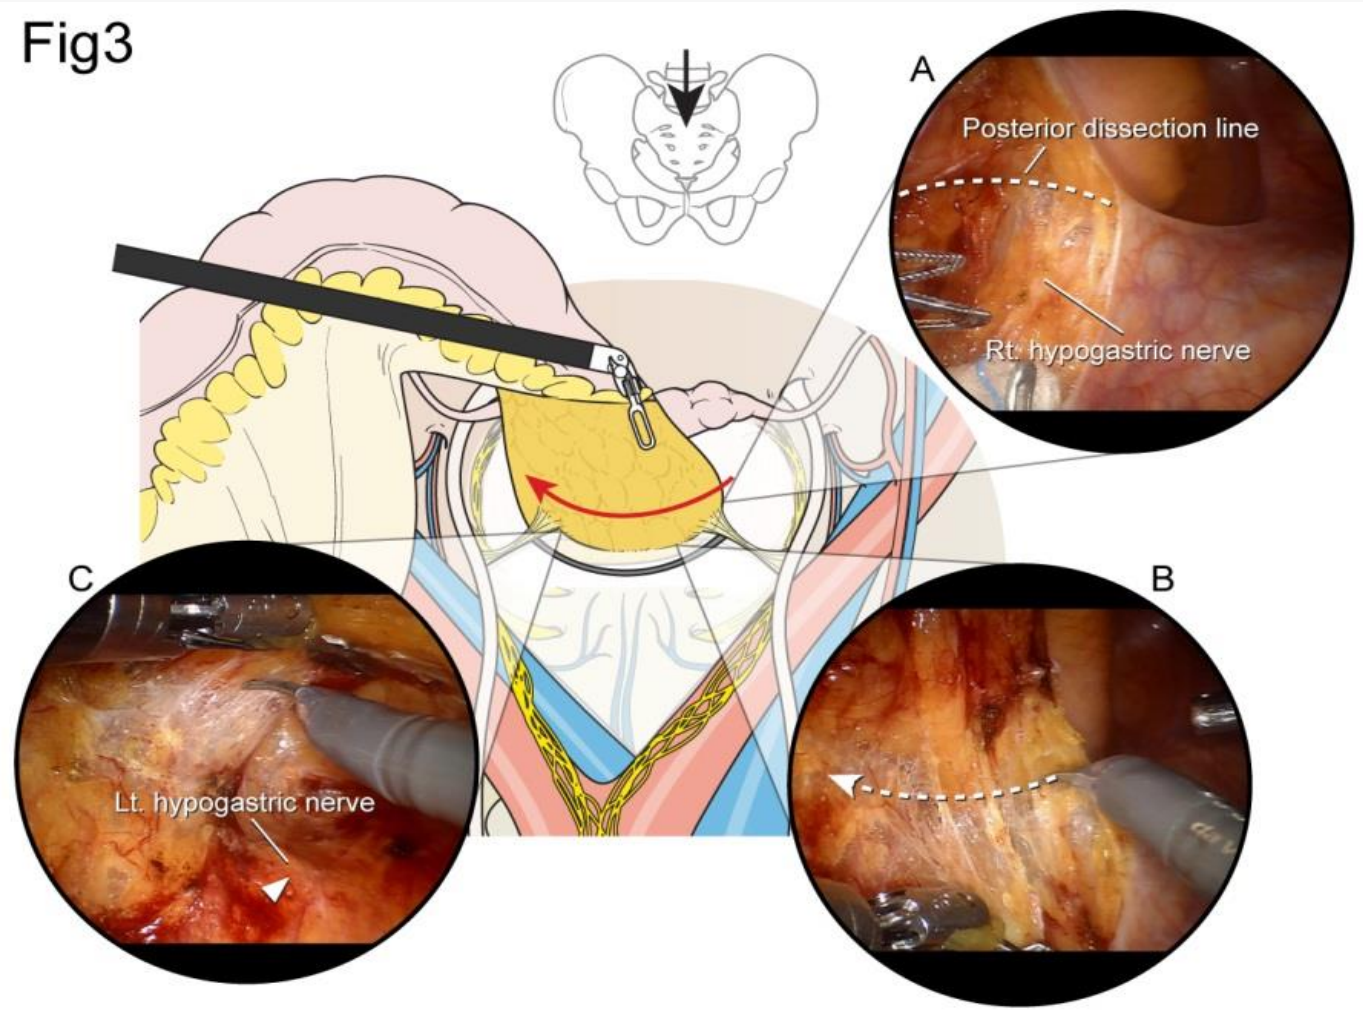 Fig3
A
Posterior dissection line
Rt. hypogastric nerve
C
B
Lt. hypogastric nerve